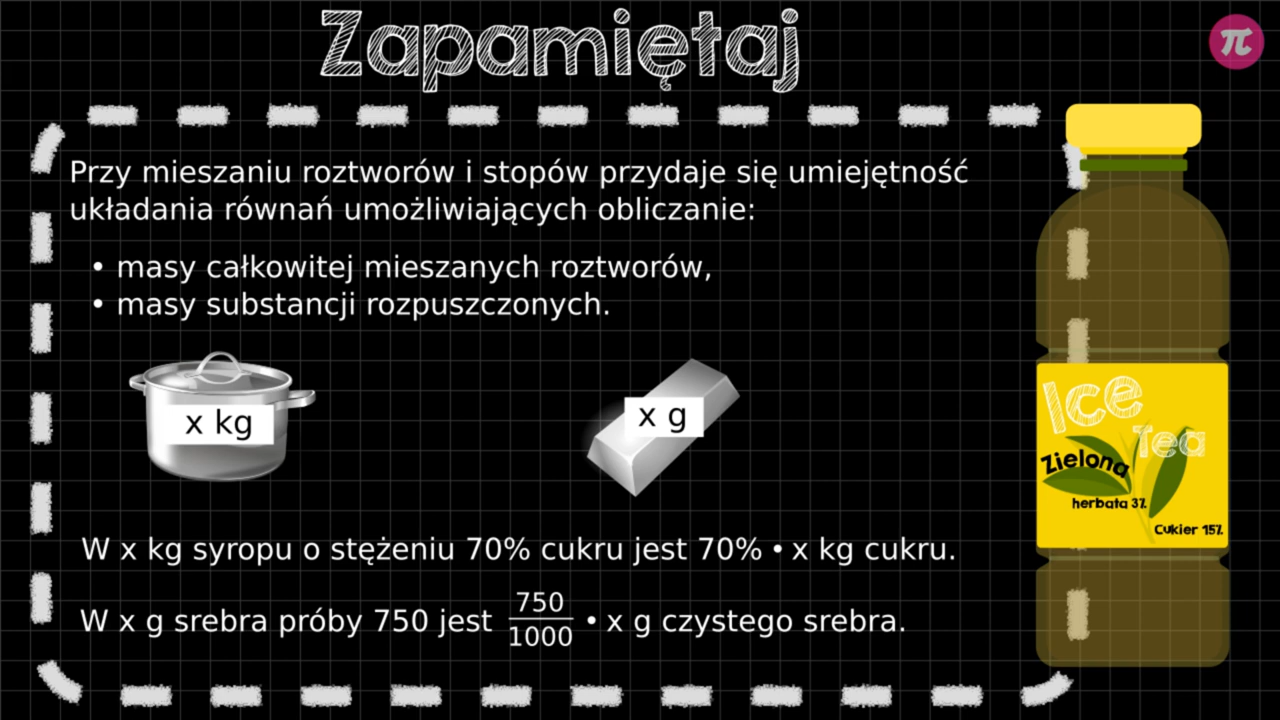 Zapamiętaj
π
Przy mieszaniu roztworów i stopów przydaje się umiejętność
układania równań umożliwiających obliczanie:
• masy całkowitej mieszanych roztworów,
• masy substancji rozpuszczonych.
x kg
x g
Ice
Tea
Zielona
herbata 3%
Cukier 15%
W x kg syropu o stężeniu 70% cukru jest 70% • x kg cukru.
W x g srebra próby 750 jest 750/1000 • x g czystego srebra.